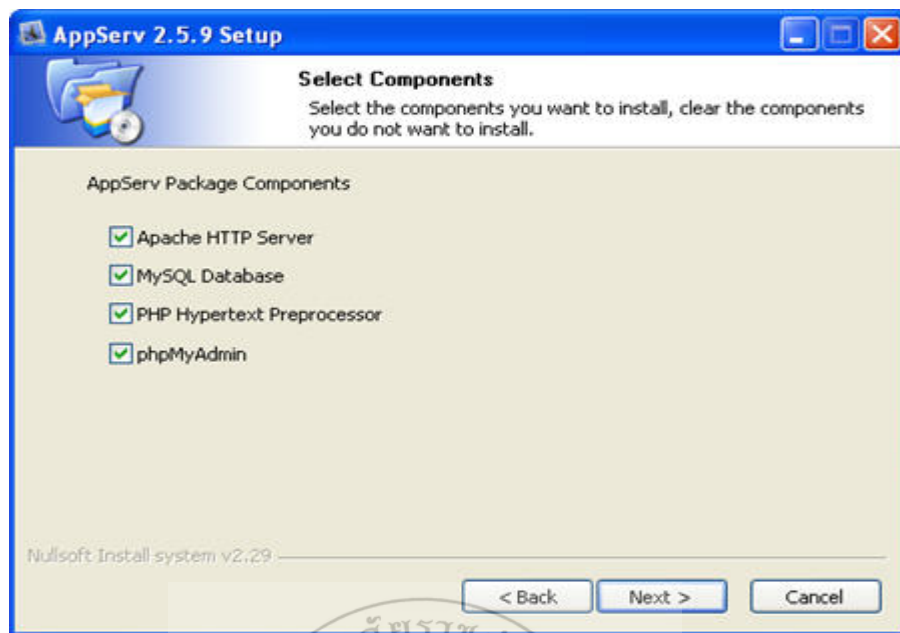 AppServ 2.5.9 Setup
Select Components
Select the components you want to install, clear the components
you do not want to install.
AppServ Package Components
Apache HTTP Server
MySQL Database
PHP Hypertext Preprocessor
phpMyAdmin
Nullsoft Install system v2.29
< Back
Next >
Cancel